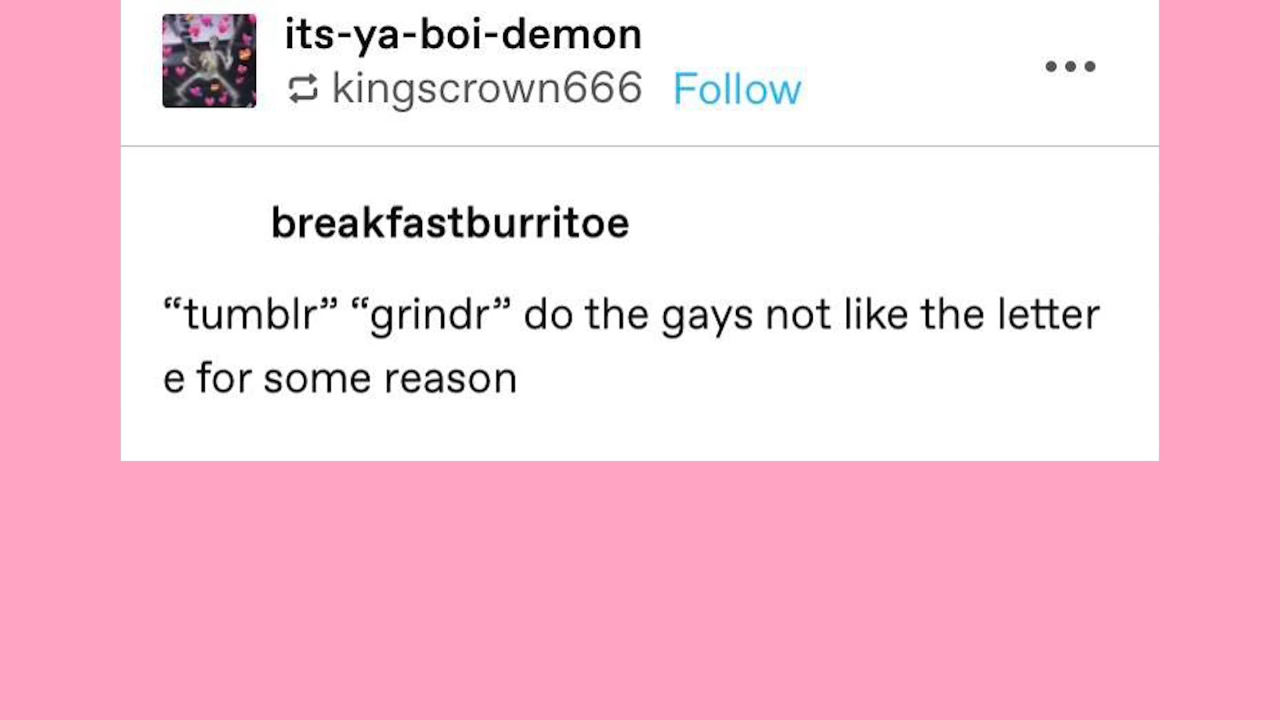 its-ya-boi-demon
kingscrown666 Follow
breakfastburritoe
“tumblr” “grindr” do the gays not like the letter
e for some reason